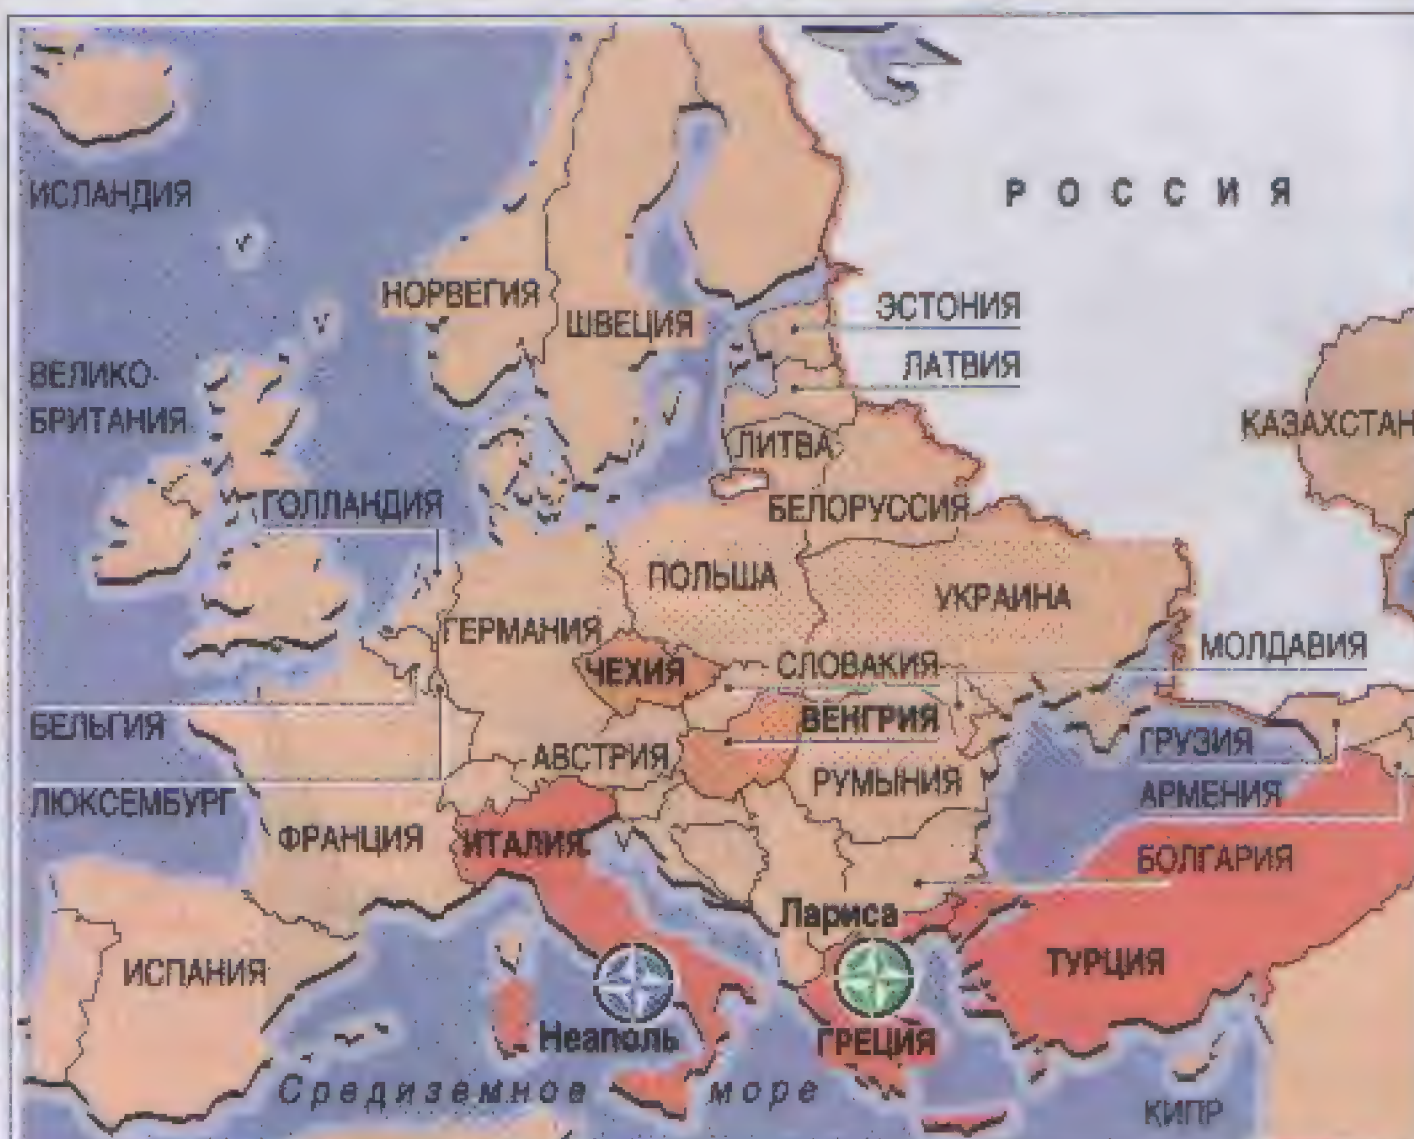 ИСЛАНДИЯ
РОССИЯ
НОРВЕГИЯ
ШВЕЦИЯ
ЭСТОНИЯ
ЛАТВИЯ
ВЕЛИКО-
БРИТАНИЯ
КАЗАХСТАН
ЛИТВА
ГОЛЛАНДИЯ
БЕЛОРУССИЯ
ПОЛЬША
УКРАИНА
ГЕРМАНИЯ
МОЛДАВИЯ
ЧЕХИЯ
СЛОВАКИЯ
БЕЛЬГИЯ
ВЕНГРИЯ
ГРУЗИЯ
АВСТРИЯ
РУМЫНИЯ
АРМЕНИЯ
ЛЮКСЕМБУРГ
ФРАНЦИЯ
ИТАЛИЯ
БОЛГАРИЯ
Лариса
ИСПАНИЯ
ТУРЦИЯ
Неаполь
ГРЕЦИЯ
Средиземное море
КИПР